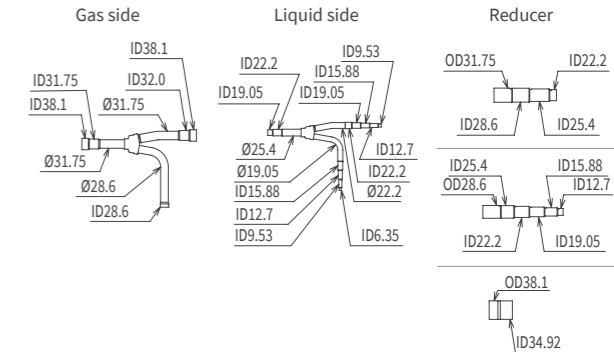 Gas side
Liquid side
Reducer
ID38.1
ID31.75
ID32.0
ID38.1
Ø31.75
Ø31.75
Ø28.6
ID28.6
ID9.53
ID22.2
ID15.88
ID19.05
ID19.05
Ø25.4
ID12.7
Ø19.05
ID22.2
ID15.88
Ø22.2
ID12.7
ID9.53
ID6.35
OD31.75
ID22.2
ID28.6
ID25.4
ID25.4
ID15.88
OD28.6
ID12.7
ID22.2
ID19.05
OD38.1
ID34.92